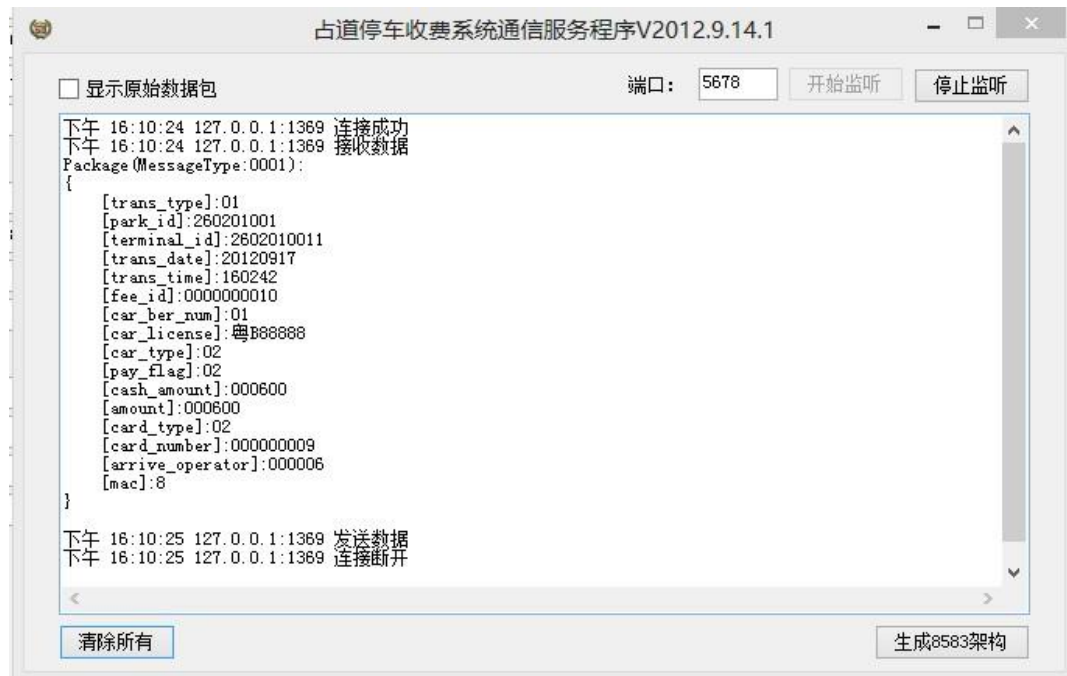 占道停车收费系统通信服务程序V2012.9.14.1
显示原始数据包 端口： 5678 开始监听 停止监听
下午 16:10:24 127.0.0.1:1369 连接成功
下午 16:10:24 127.0.0.1:1369 接收数据
Package(MessageType:0001):
{
[trans_type]:01
[park_id]:260201001
[terminal_id]:2602010011
[trans_date]:20120917
[trans_time]:160242
[fee_id]:0000000010
[car_ber_num]:01
[car_license]:粤B88888
[car_type]:02
[pay_flag]:02
[cash_amount]:000600
[amount]:000600
[card_type]:02
[card_number]:000000009
[arrive_operator]:000006
[mac]:8
}
下午 16:10:25 127.0.0.1:1369 发送数据
下午 16:10:25 127.0.0.1:1369 连接断开
清除所有 生成8583架构